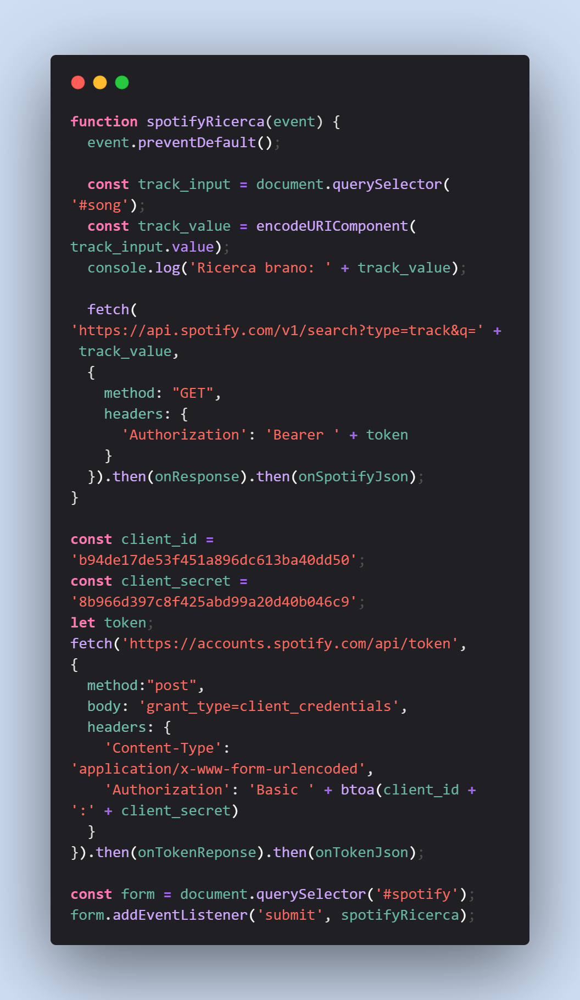 function spotifyRicerca(event) {
  event.preventDefault();

  const track_input = document.querySelector(
'#song');
  const track_value = encodeURIComponent(
track_input.value);
  console.log('Ricerca brano: ' + track_value);

  fetch(
'https://api.spotify.com/v1/search?type=track&q=' +
 track_value,
  {
    method: "GET",
    headers: {
      'Authorization': 'Bearer ' + token
    }
  }).then(onResponse).then(onSpotifyJson);
}

const client_id =
'b94de17de53f451a896dc613ba40dd50';
const client_secret =
'8b966d397c8f425abd99a20d40b046c9';
let token;
fetch('https://accounts.spotify.com/api/token',
{
  method:"post",
  body: 'grant_type=client_credentials',
  headers: {
    'Content-Type':
'application/x-www-form-urlencoded',
    'Authorization': 'Basic ' + btoa(client_id +
':' + client_secret)
  }
}).then(onTokenReponse).then(onTokenJson);

const form = document.querySelector('#spotify');
form.addEventListener('submit', spotifyRicerca);